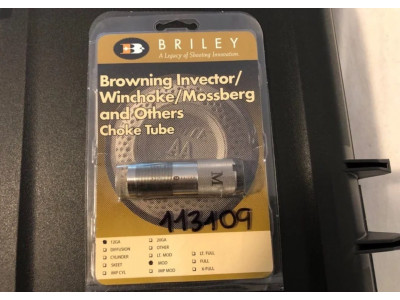 BRILEY
A Legacy of Shooting Innovation
Browning Invector/
Winchoke/Mossberg
and Others
Choke Tube
M
113109
12GA 20GA
DIFFUSION OTHER
CYLINDER LT. MOD LT. FULL
SKEET MOD FULL
IMP CYL IMP MOD X-FULL